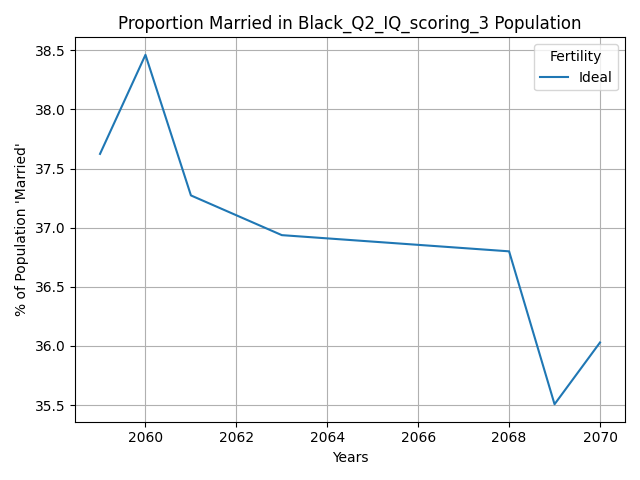 Proportion Married in Black_Q2_IQ_scoring_3 Population
Fertility
Ideal
% of Population 'Married'
38.5
38.0
37.5
37.0
36.5
36.0
35.5
2060 2062 2064 2066 2068 2070
Years